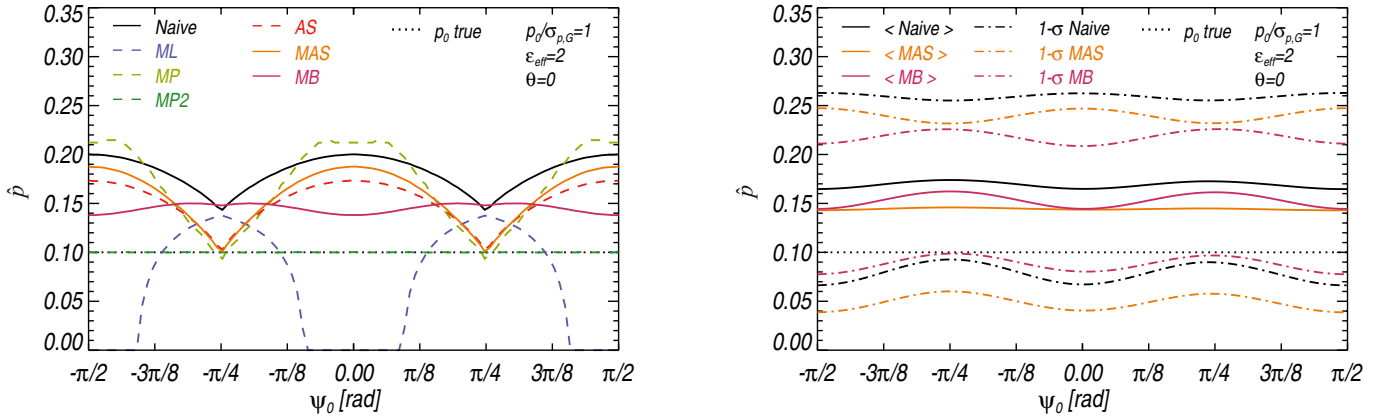 Naive
ML
MP
MP2
AS
MAS
MB
p₀ true
p₀/σp,G=1
εeff=2
θ=0
0.35
0.30
0.25
0.20
0.15
0.10
0.05
0.00
p̂
-π/2 -3π/8 -π/4 -π/8 0.00 π/8 π/4 3π/8 π/2
ψ₀ [rad]
< Naive >
< MAS >
< MB >
1-σ Naive
1-σ MAS
1-σ MB
p₀ true
p₀/σp,G=1
εeff=2
θ=0
0.35
0.30
0.25
0.20
0.15
0.10
0.05
0.00
p̂
-π/2 -3π/8 -π/4 -π/8 0.00 π/8 π/4 3π/8 π/2
ψ₀ [rad]